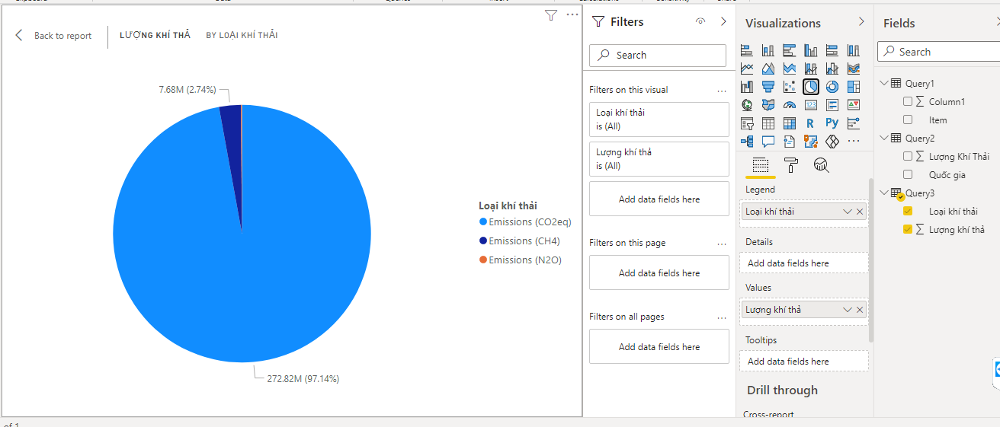 Back to report
LƯỢNG KHÍ THẢ
BY LOẠI KHÍ THẢI
7.68M (2.74%)
272.82M (97.14%)
Loại khí thải
Emissions (CO2eq)
Emissions (CH4)
Emissions (N2O)
of 1
Filters
Search
Filters on this visual
...
Loại khí thải
is (All)
Lượng khí thả
is (All)
Add data fields here
Filters on this page
...
Add data fields here
Filters on all pages
...
Add data fields here
Visualizations
123
R
Py
...
Legend
Loại khí thải
Details
Add data fields here
Values
Lượng khí thả
Tooltips
Add data fields here
Drill through
Cross-report
Fields
Search
Query1
∑ Column1
Item
Query2
∑ Lượng Khí Thải
Quốc gia
Query3
Loại khí thải
∑ Lượng khí thả